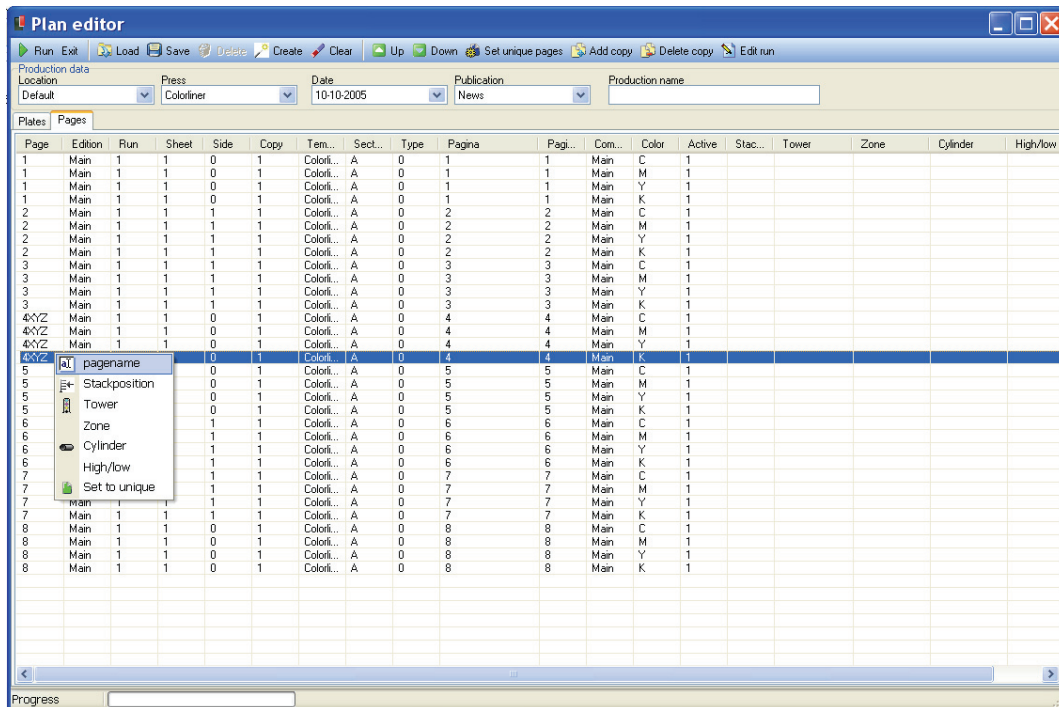 Plan editor
Run Exit Load Save Delete Create Clear Up Down Set unique pages Add copy Delete copy Edit run
Production data
Location Press Date Publication Production name
Default Colorliner 10-10-2005 News
Plates Pages
Page Edition Run Sheet Side Copy Tem... Sect... Type Pagina Pagi... Com... Color Active Stac... Tower Zone Cylinder High/low
1 Main 1 1 0 1 Colorli... A 0 1 1 Main C 1
1 Main 1 1 0 1 Colorli... A 0 1 1 Main M 1
1 Main 1 1 0 1 Colorli... A 0 1 1 Main Y 1
1 Main 1 1 0 1 Colorli... A 0 1 1 Main K 1
2 Main 1 1 1 1 Colorli... A 0 2 2 Main C 1
2 Main 1 1 1 1 Colorli... A 0 2 2 Main M 1
2 Main 1 1 1 1 Colorli... A 0 2 2 Main Y 1
2 Main 1 1 1 1 Colorli... A 0 2 2 Main K 1
3 Main 1 1 1 1 Colorli... A 0 3 3 Main C 1
3 Main 1 1 1 1 Colorli... A 0 3 3 Main M 1
3 Main 1 1 1 1 Colorli... A 0 3 3 Main Y 1
3 Main 1 1 1 1 Colorli... A 0 3 3 Main K 1
4XYZ Main 1 1 0 1 Colorli... A 0 4 4 Main C 1
4XYZ Main 1 1 0 1 Colorli... A 0 4 4 Main M 1
4XYZ Main 1 1 0 1 Colorli... A 0 4 4 Main Y 1
4XYZ 0 1 Colorli... A 0 4 4 Main K 1
pagename
5 0 1 Colorli... A 0 5 5 Main C 1
5 0 1 Colorli... A 0 5 5 Main M 1
Stackposition
5 0 1 Colorli... A 0 5 5 Main Y 1
5 0 1 Colorli... A 0 5 5 Main K 1
Tower
6 1 1 Colorli... A 0 6 6 Main C 1
Zone
6 1 1 Colorli... A 0 6 6 Main M 1
6 1 1 Colorli... A 0 6 6 Main Y 1
Cylinder
6 1 1 Colorli... A 0 6 6 Main K 1
High/low
7 1 1 Colorli... A 0 7 7 Main C 1
7 1 1 Colorli... A 0 7 7 Main M 1
Set to unique
7 Main 1 1 1 1 Colorli... A 0 7 7 Main Y 1
7 Main 1 1 1 1 Colorli... A 0 7 7 Main K 1
8 Main 1 1 0 1 Colorli... A 0 8 8 Main C 1
8 Main 1 1 0 1 Colorli... A 0 8 8 Main M 1
8 Main 1 1 0 1 Colorli... A 0 8 8 Main Y 1
8 Main 1 1 0 1 Colorli... A 0 8 8 Main K 1
Progress